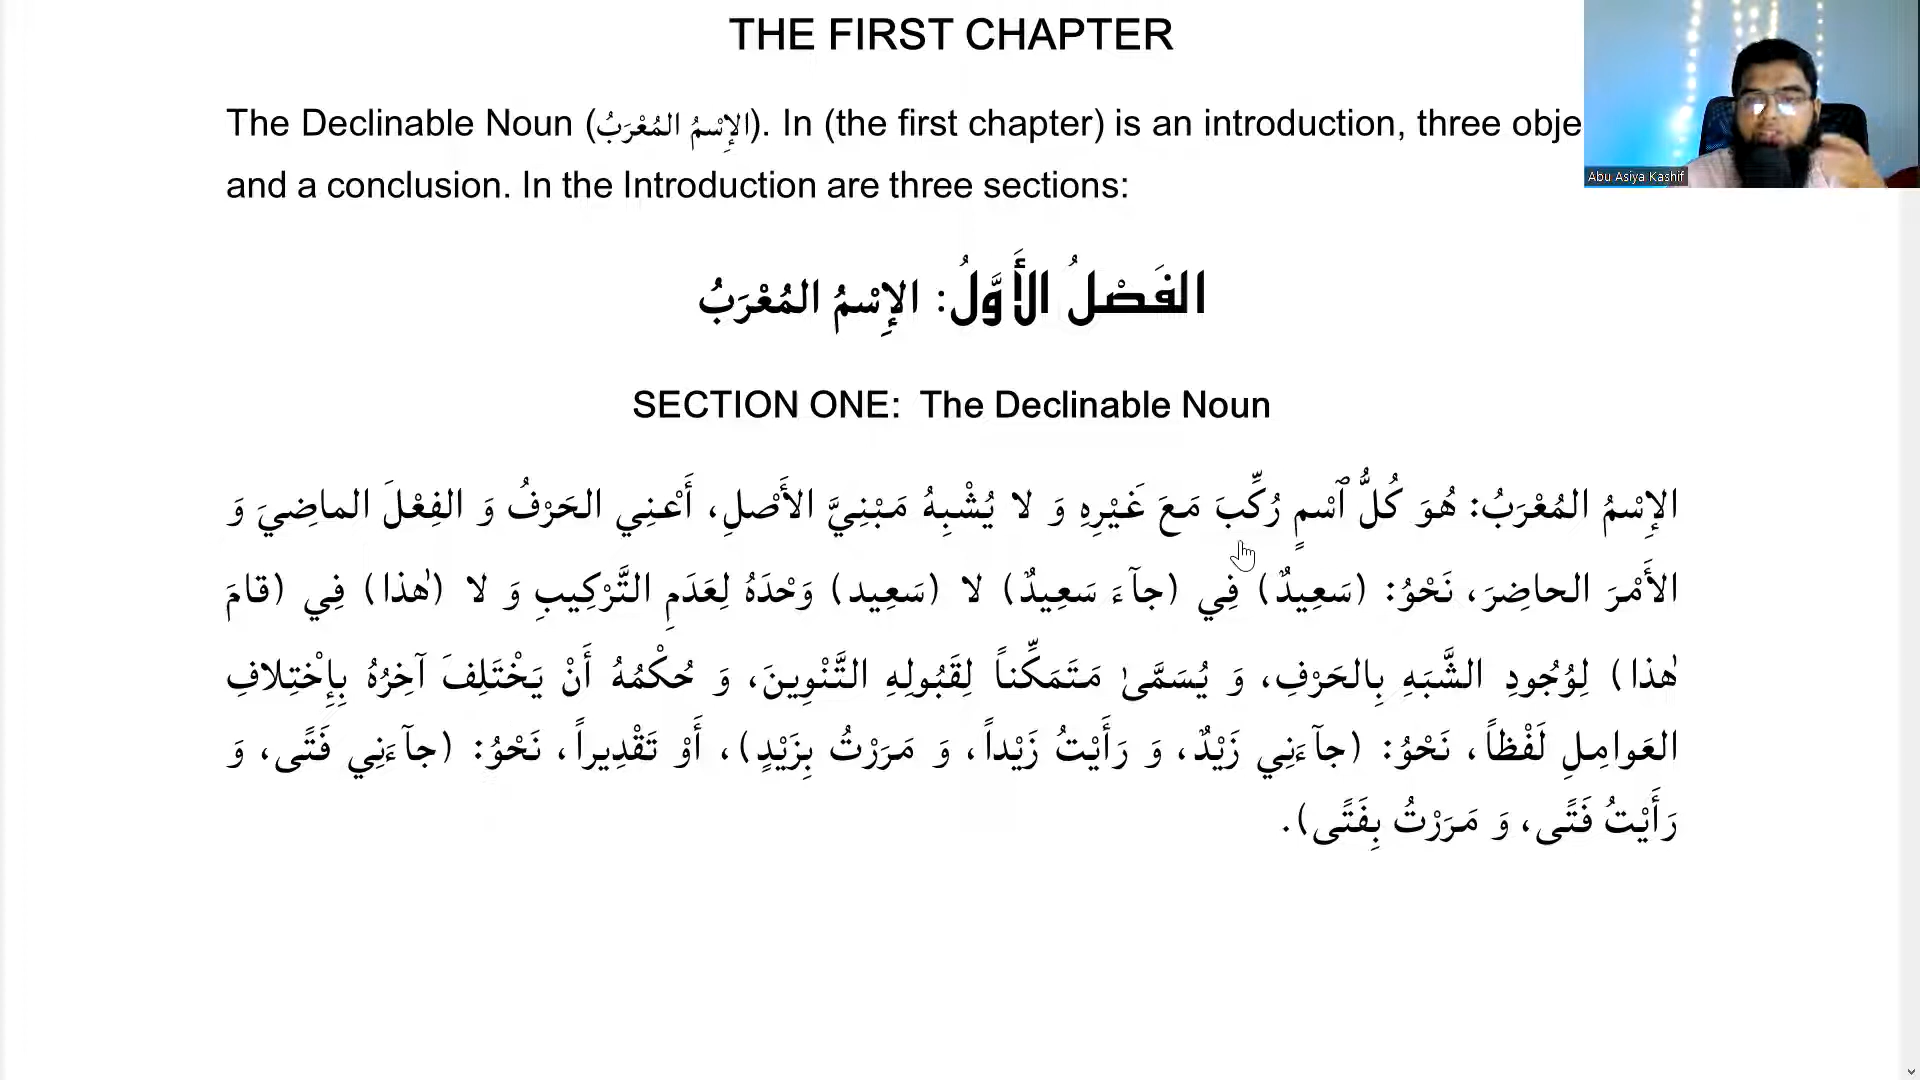 THE FIRST CHAPTER
The Declinable Noun (الإِسْمُ المُعْرَبُ). In (the first chapter) is an introduction, three obje
and a conclusion. In the Introduction are three sections:
الفَصْلُ الأَوَّلُ: الإِسْمُ المُعْرَبُ
SECTION ONE: The Declinable Noun
الإِسْمُ المُعْرَبُ: هُوَ كُلُّ ٱسْمٍ رُكِّبَ مَعَ غَيْرِهِ وَ لا يُشْبِهُ مَبْنِيَّ الأَصْلِ، أَعْنِي الحَرْفُ وَ الفِعْلَ الماضِيَ وَ
الأَمْرَ الحاضِرَ، نَحْوُ: (سَعِيدٌ) فِي (جآءَ سَعِيدٌ) لا (سَعِيد) وَحْدَهُ لِعَدَمِ التَّرْكِيبِ وَ لا (هٰذا) فِي (قامَ
هٰذا) لِوُجُودِ الشَّبَهِ بِالحَرْفِ، وَ يُسَمَّىٰ مَتَمَكِّناً لِقَبُولِهِ التَّنْوِينَ، وَ حُكْمُهُ أَنْ يَخْتَلِفَ آخِرُهُ بِإِخْتِلافِ
العَوامِلِ لَفْظاً، نَحْوُ: (جآءَنِي زَيْدٌ، وَ رَأَيْتُ زَيْداً، وَ مَرَرْتُ بِزَيْدٍ)، أَوْ تَقْدِيراً، نَحْوُ: (جآءَنِي فَتًى، وَ
رَأَيْتُ فَتًى، وَ مَرَرْتُ بِفَتًى).
Abu Asiya Kashif